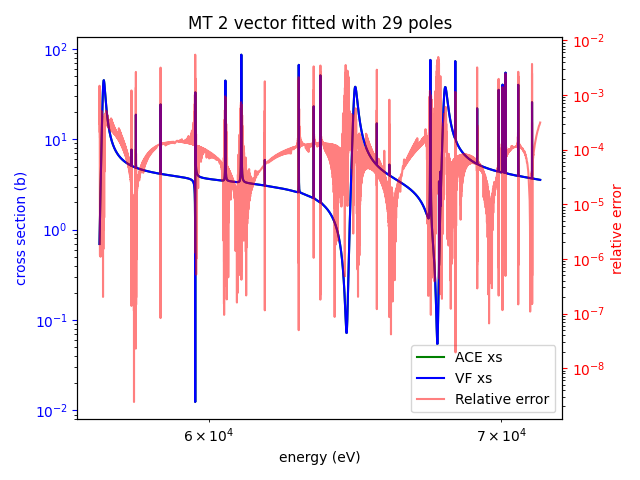 MT 2 vector fitted with 29 poles
10²
10¹
10⁰
10⁻¹
10⁻²
cross section (b)
10⁻²
10⁻³
10⁻⁴
10⁻⁵
10⁻⁶
10⁻⁷
10⁻⁸
relative error
ACE xs
VF xs
Relative error
6 × 10⁴
7 × 10⁴
energy (eV)